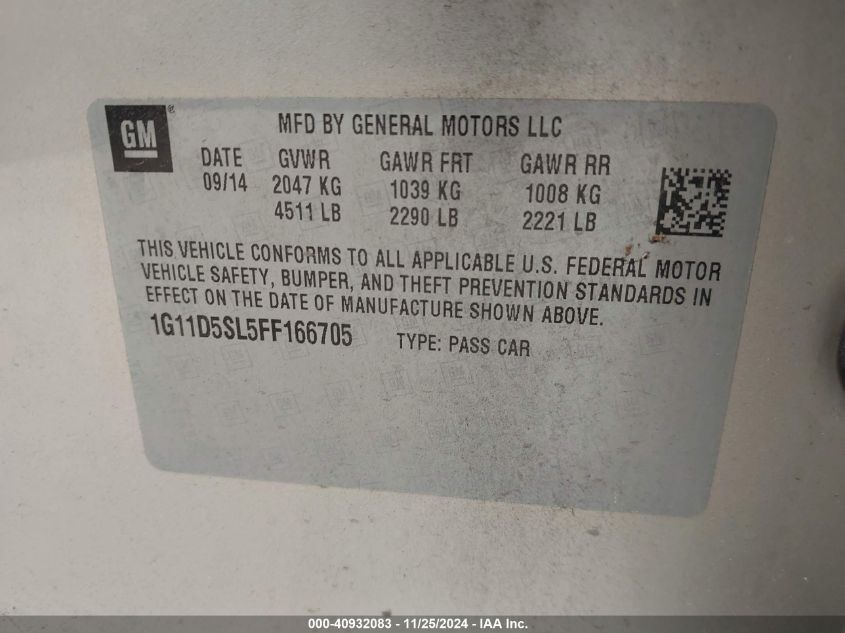 GM®
MFD BY GENERAL MOTORS LLC
DATE GVWR GAWR FRT GAWR RR
09/14 2047 KG 1039 KG 1008 KG
4511 LB 2290 LB 2221 LB
THIS VEHICLE CONFORMS TO ALL APPLICABLE U.S. FEDERAL MOTOR
VEHICLE SAFETY, BUMPER, AND THEFT PREVENTION STANDARDS IN
EFFECT ON THE DATE OF MANUFACTURE SHOWN ABOVE.
1G11D5SL5FF166705 TYPE: PASS CAR
000-40932083 - 11/25/2024 - IAA Inc.